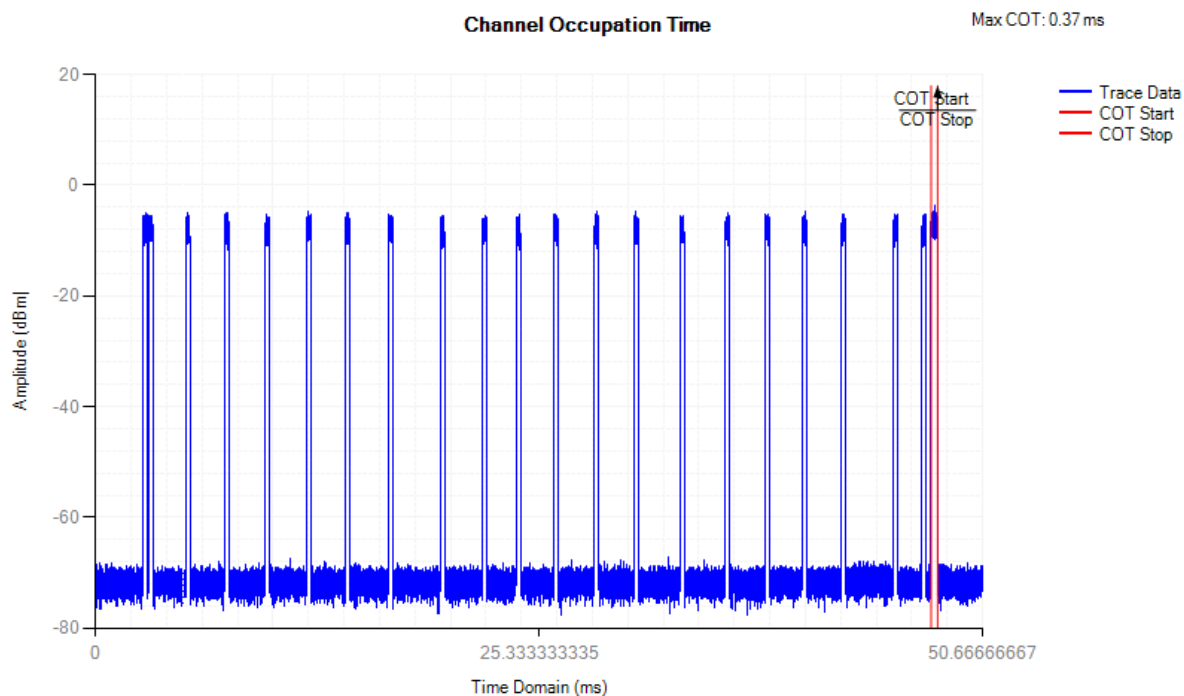 Channel Occupation Time
Max COT: 0.37 ms
20
0
-20
-40
-60
-80
Amplitude (dBm)
COT Start
COT Stop
Trace Data
COT Start
COT Stop
0
25.333333335
50.66666667
Time Domain (ms)